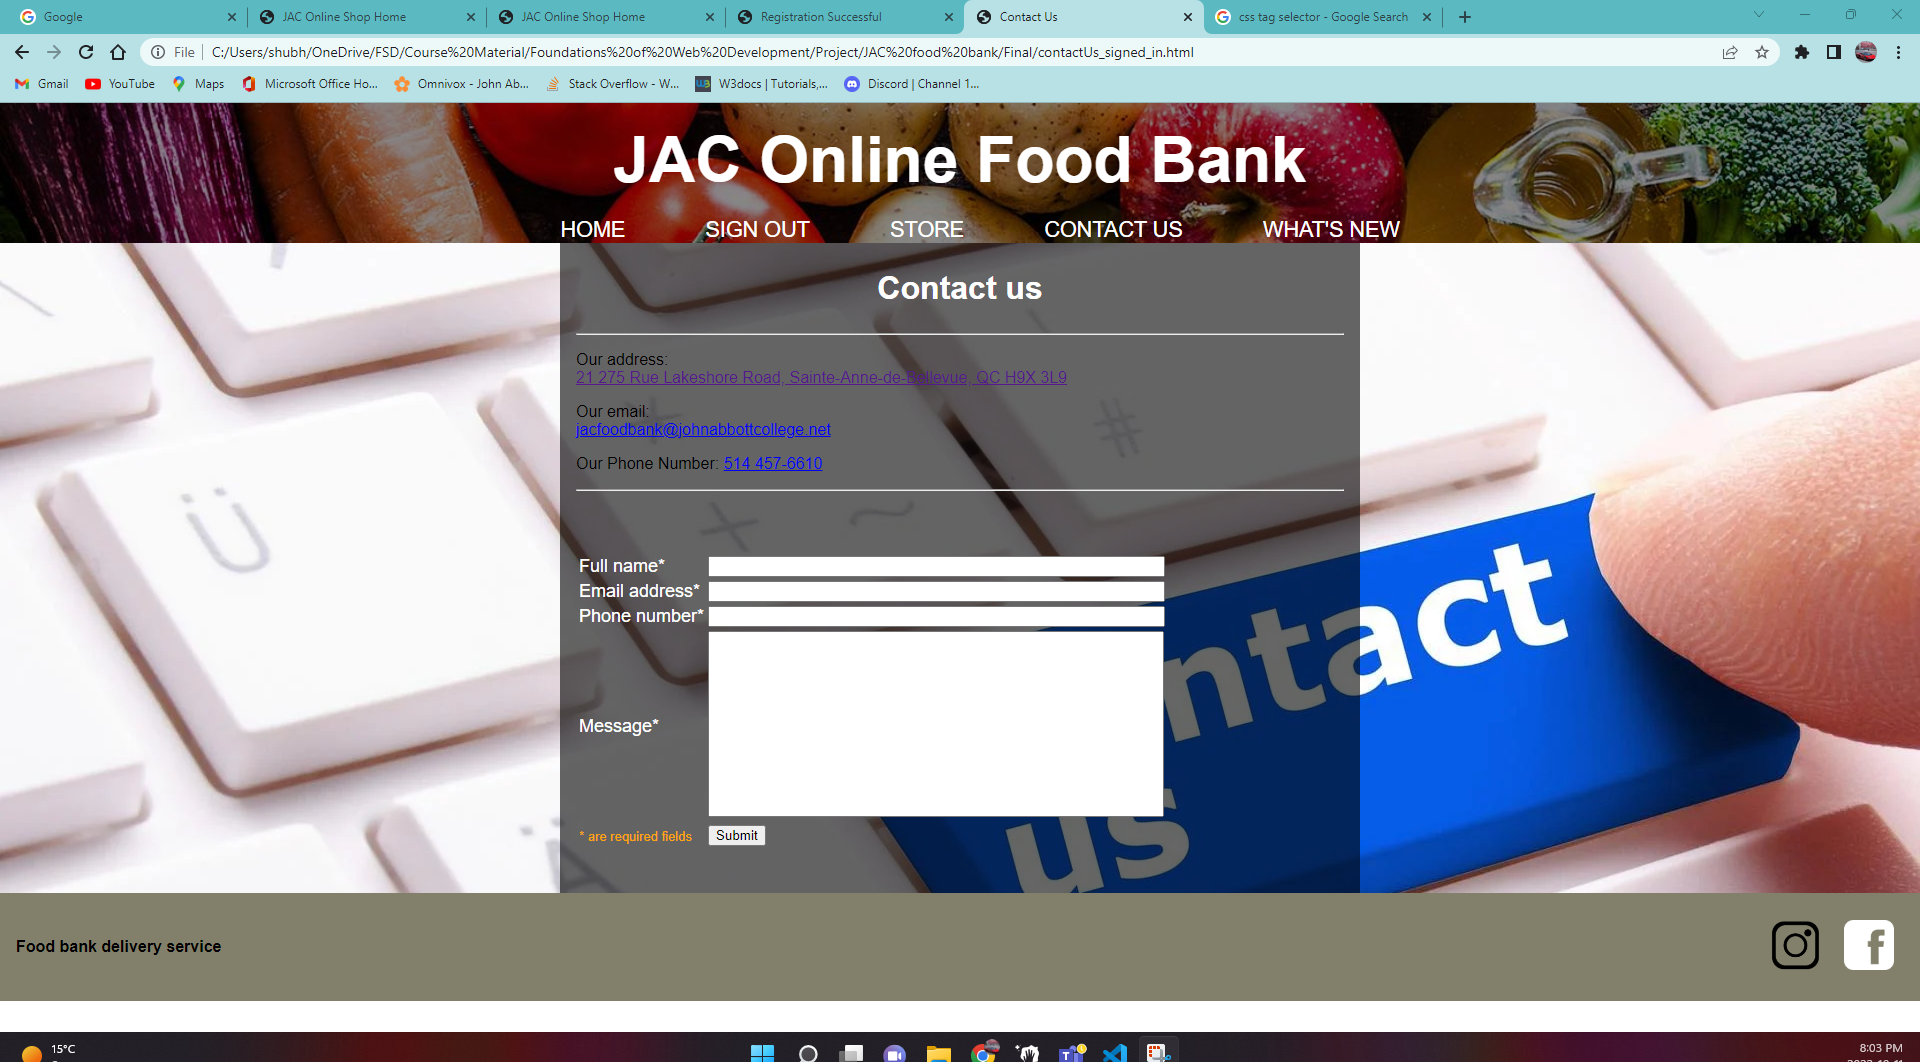 Google
JAC Online Shop Home
JAC Online Shop Home
Registration Successful
Contact Us
css tag selector - Google Search
File
C:/Users/shubh/OneDrive/FSD/Course%20Material/Foundations%20of%20Web%20Development/Project/JAC%20food%20bank/Final/contactUs_signed_in.html
Gmail
YouTube
Maps
Microsoft Office Ho...
Omnivox - John Ab...
Stack Overflow - W...
W3docs | Tutorials,...
Discord | Channel 1...
JAC Online Food Bank
HOME
SIGN OUT
STORE
CONTACT US
WHAT'S NEW
Contact us
Our address:
21 275 Rue Lakeshore Road, Sainte-Anne-de-Bellevue, QC H9X 3L9
Our email:
jacfoodbank@johnabbottcollege.net
Our Phone Number: 514 457-6610
Full name*
Email address*
Phone number*
Message*
* are required fields
Submit
Ü
#
+
~
ntact
us
Food bank delivery service
15°C
8:03 PM